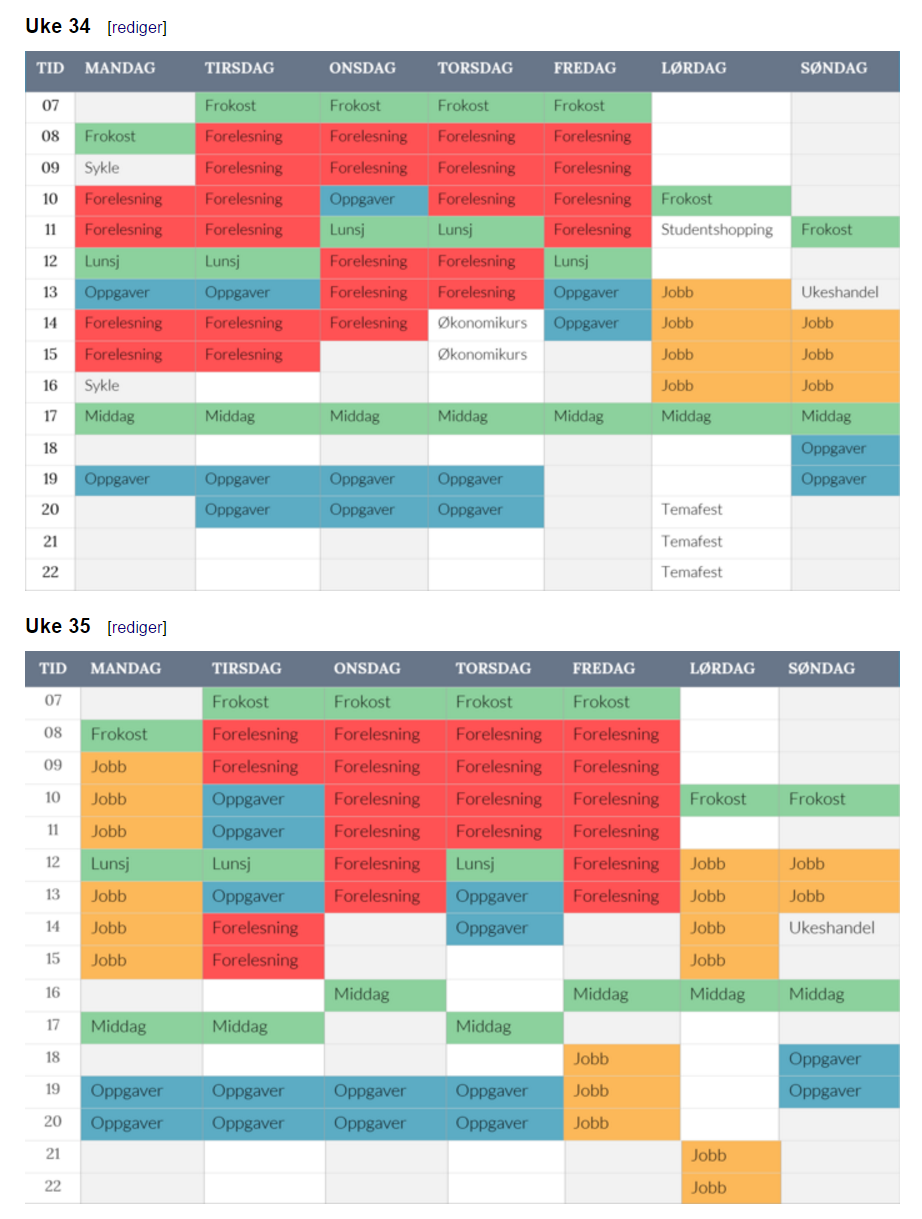 Uke 34 [rediger]
TID MANDAG TIRSDAG ONSDAG TORSDAG FREDAG LØRDAG SØNDAG
07 Frokost Frokost Frokost Frokost
08 Frokost Forelesning Forelesning Forelesning Forelesning
09 Sykle Forelesning Forelesning Forelesning Forelesning
10 Forelesning Forelesning Oppgaver Forelesning Forelesning Frokost
11 Forelesning Forelesning Lunsj Lunsj Forelesning Studentshopping Frokost
12 Lunsj Lunsj Forelesning Forelesning Lunsj
13 Oppgaver Oppgaver Forelesning Forelesning Oppgaver Jobb Ukeshandel
14 Forelesning Forelesning Forelesning Økonomikurs Oppgaver Jobb Jobb
15 Forelesning Forelesning Økonomikurs Jobb Jobb
16 Sykle Jobb Jobb
17 Middag Middag Middag Middag Middag Middag Middag
18 Oppgaver
19 Oppgaver Oppgaver Oppgaver Oppgaver Oppgaver
20 Oppgaver Oppgaver Oppgaver Temafest
21 Temafest
22 Temafest
Uke 35 [rediger]
TID MANDAG TIRSDAG ONSDAG TORSDAG FREDAG LØRDAG SØNDAG
07 Frokost Frokost Frokost Frokost
08 Frokost Forelesning Forelesning Forelesning Forelesning
09 Jobb Forelesning Forelesning Forelesning Forelesning
10 Jobb Oppgaver Forelesning Forelesning Forelesning Frokost Frokost
11 Jobb Oppgaver Forelesning Forelesning Forelesning
12 Lunsj Lunsj Forelesning Lunsj Forelesning Jobb Jobb
13 Jobb Oppgaver Forelesning Oppgaver Forelesning Jobb Jobb
14 Jobb Forelesning Oppgaver Jobb Ukeshandel
15 Jobb Forelesning Jobb
16 Middag Middag Middag Middag
17 Middag Middag Middag
18 Jobb Oppgaver
19 Oppgaver Oppgaver Oppgaver Oppgaver Jobb Oppgaver
20 Oppgaver Oppgaver Oppgaver Oppgaver Jobb
21 Jobb
22 Jobb